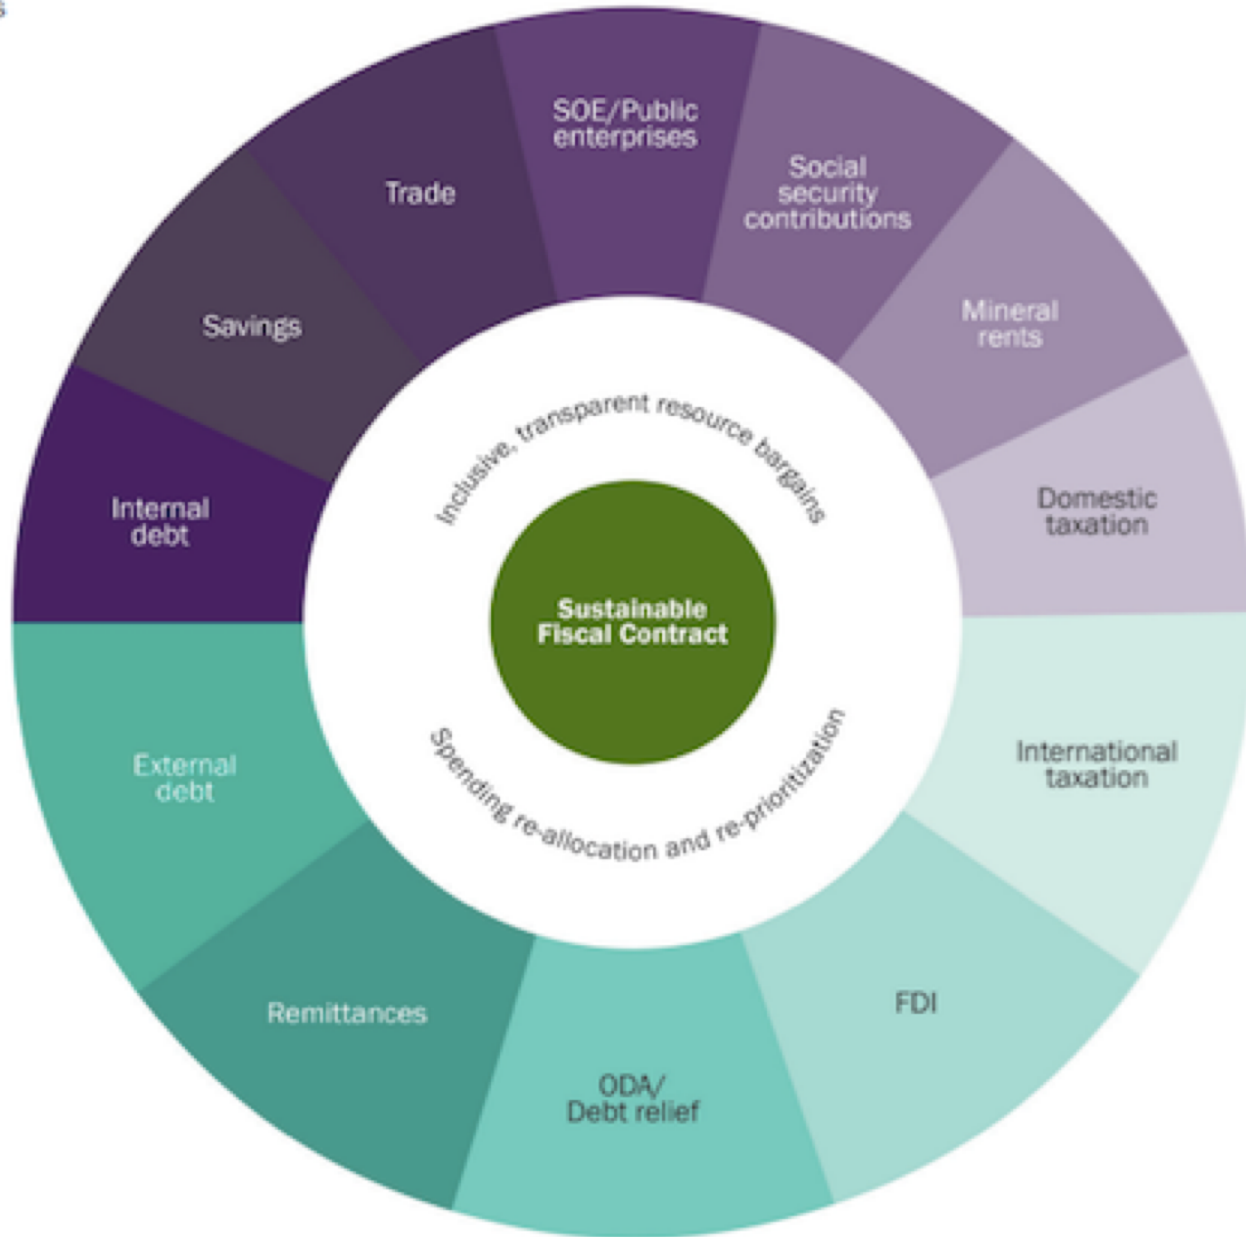 s
SOE/Public
enterprises
Social
security
contributions
Mineral
rents
Domestic
taxation
International
taxation
FDI
ODA/
Debt relief
Remittances
External
debt
Internal
debt
Savings
Trade
Inclusive, transparent resource bargains
Sustainable
Fiscal Contract
Spending re-allocation and re-prioritization